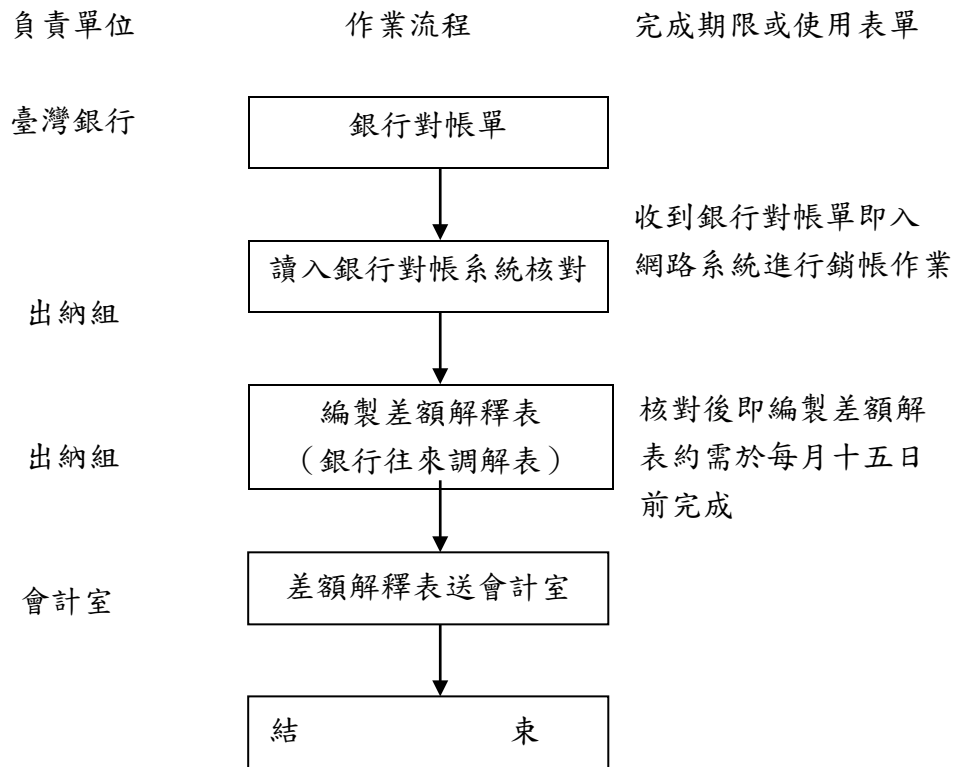 負責單位 作業流程 完成期限或使用表單
臺灣銀行 銀行對帳單
收到銀行對帳單即入
讀入銀行對帳系統核對 網路系統進行銷帳作業
出納組
編製差額解釋表 核對後即編製差額解
出納組 （銀行往來調解表） 表約需於每月十五日
前完成
會計室 差額解釋表送會計室
結 束